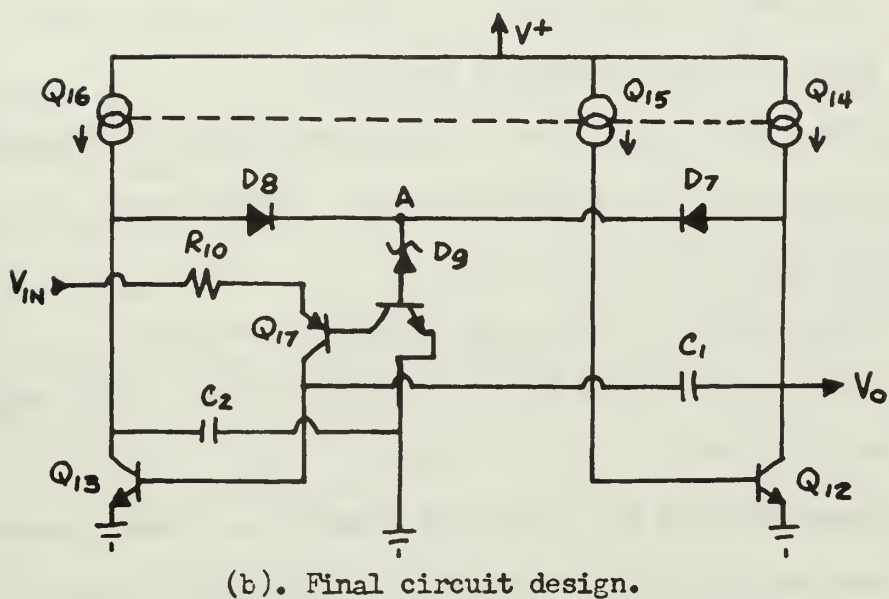 V+
Q16 Q15 Q14
D8 A D7
R10 D9
VIN
Q17
C1
C2 Vo
Q13 Q12
(b). Final circuit design.